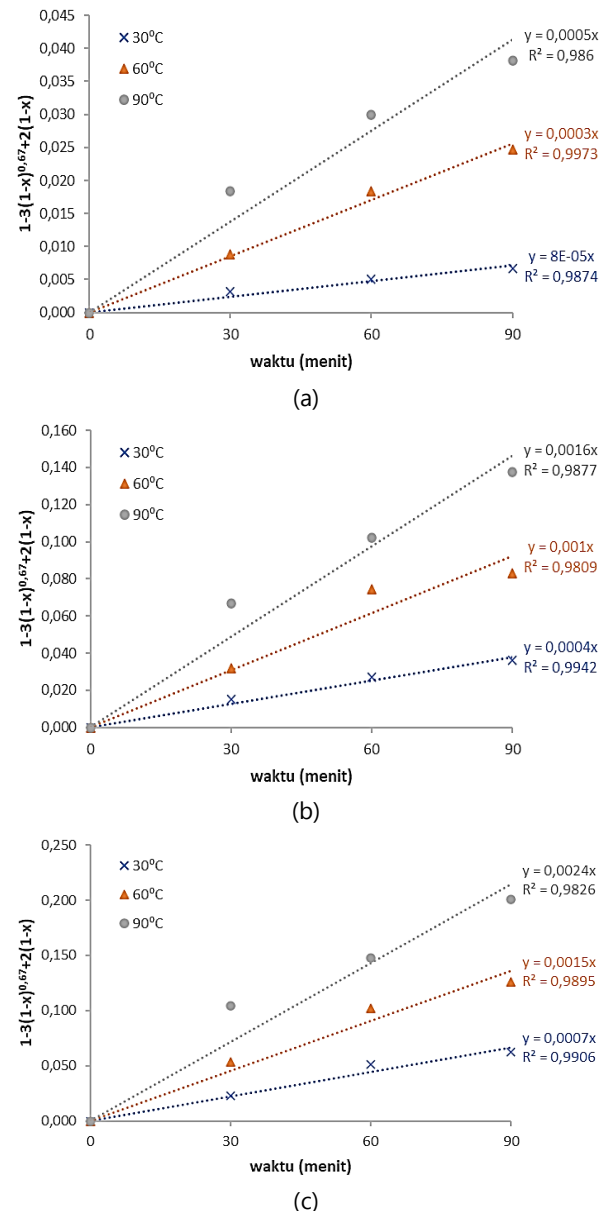 0,045
0,040
0,035
0,030
0,025
0,020
0,015
0,010
0,005
0,000
1-3(1-x)^0,67+2(1-x)
30⁰C
60⁰C
90⁰C
y = 0,0005x
R² = 0,986
y = 0,0003x
R² = 0,9973
y = 8E-05x
R² = 0,9874
0 30 60 90
waktu (menit)
(a)
0,160
0,140
0,120
0,100
0,080
0,060
0,040
0,020
0,000
1-3(1-x)^0,67+2(1-x)
30⁰C
60⁰C
90⁰C
y = 0,0016x
R² = 0,9877
y = 0,001x
R² = 0,9809
y = 0,0004x
R² = 0,9942
0 30 60 90
waktu (menit)
(b)
0,250
0,200
0,150
0,100
0,050
0,000
1-3(1-x)^0,67+2(1-x)
30⁰C
60⁰C
90⁰C
y = 0,0024x
R² = 0,9826
y = 0,0015x
R² = 0,9895
y = 0,0007x
R² = 0,9906
0 30 60 90
waktu (menit)
(c)